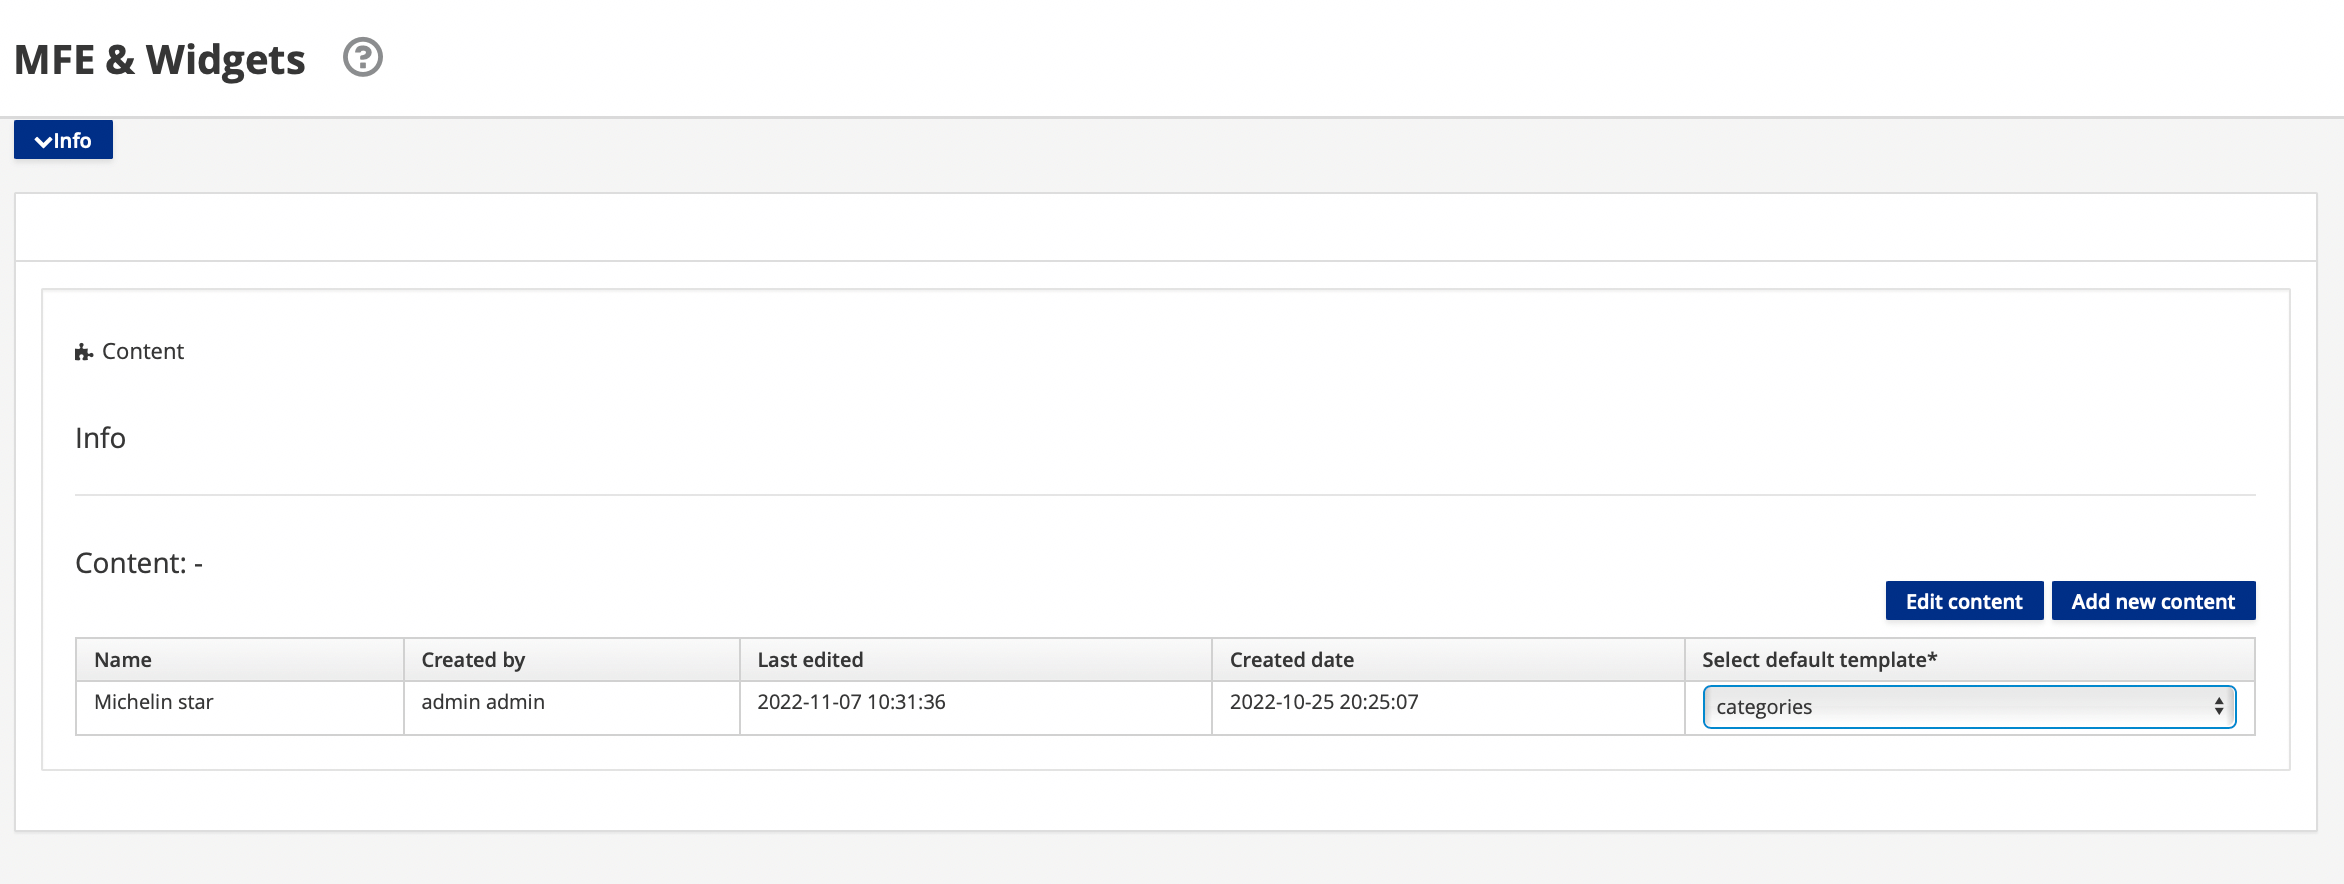 MFE & Widgets ?
Info
Content
Info
Content: -
Edit content Add new content
Name Created by Last edited Created date Select default template*
Michelin star admin admin 2022-11-07 10:31:36 2022-10-25 20:25:07 categories